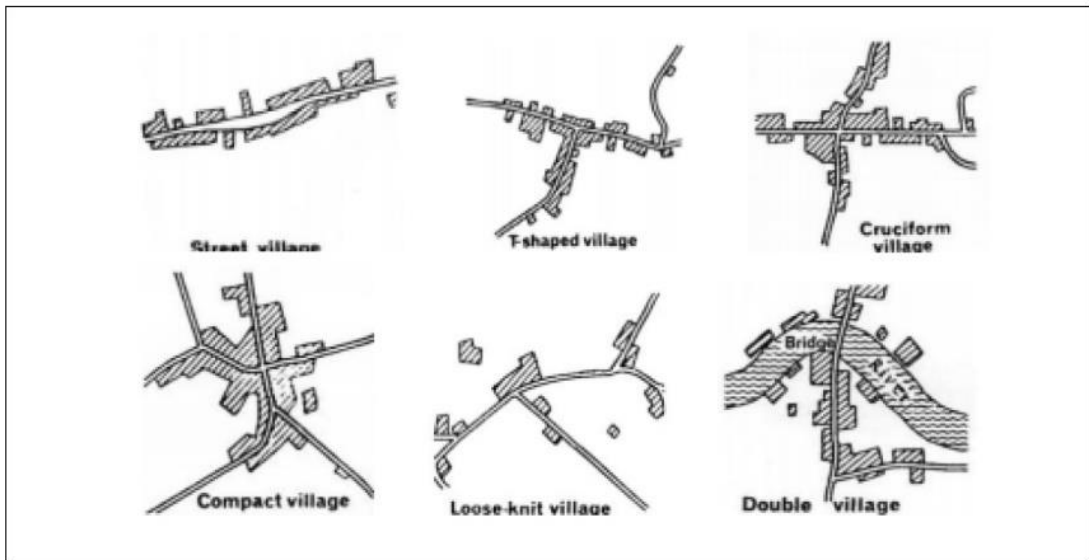 Street village
T-shaped village
Cruciform
village
Bridge
River
Compact village
Loose-knit village
Double village